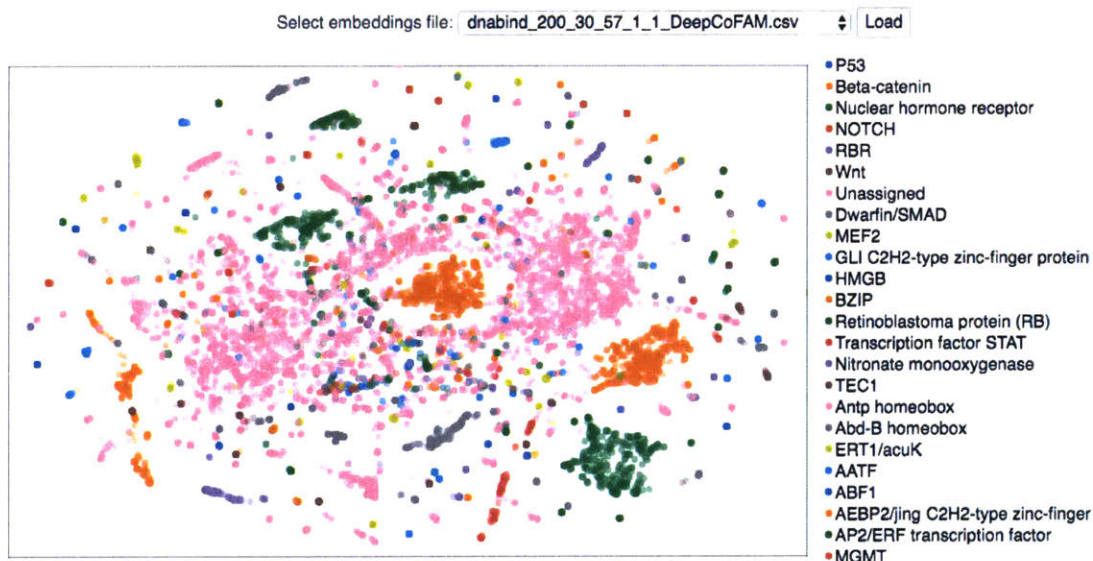 Select embeddings file: dnabind_200_30_57_1_1_DeepCoFAM.csv Load
P53
Beta-catenin
Nuclear hormone receptor
NOTCH
RBR
Wnt
Unassigned
Dwarfin/SMAD
MEF2
GLI C2H2-type zinc-finger protein
HMGB
BZIP
Retinoblastoma protein (RB)
Transcription factor STAT
Nitronate monooxygenase
TEC1
Antp homeobox
Abd-B homeobox
ERT1/acuK
AATF
ABF1
AEBP2/jing C2H2-type zinc-finger
AP2/ERF transcription factor
MGMT